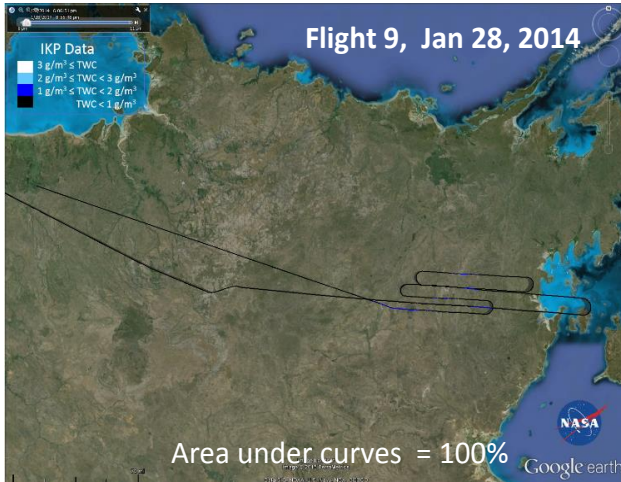 Flight 9, Jan 28, 2014
IKP Data
3 g/m³ ≤ TWC
2 g/m³ ≤ TWC < 3 g/m³
1 g/m³ ≤ TWC < 2 g/m³
TWC < 1 g/m³
NASA
Area under curves = 100%
Google earth